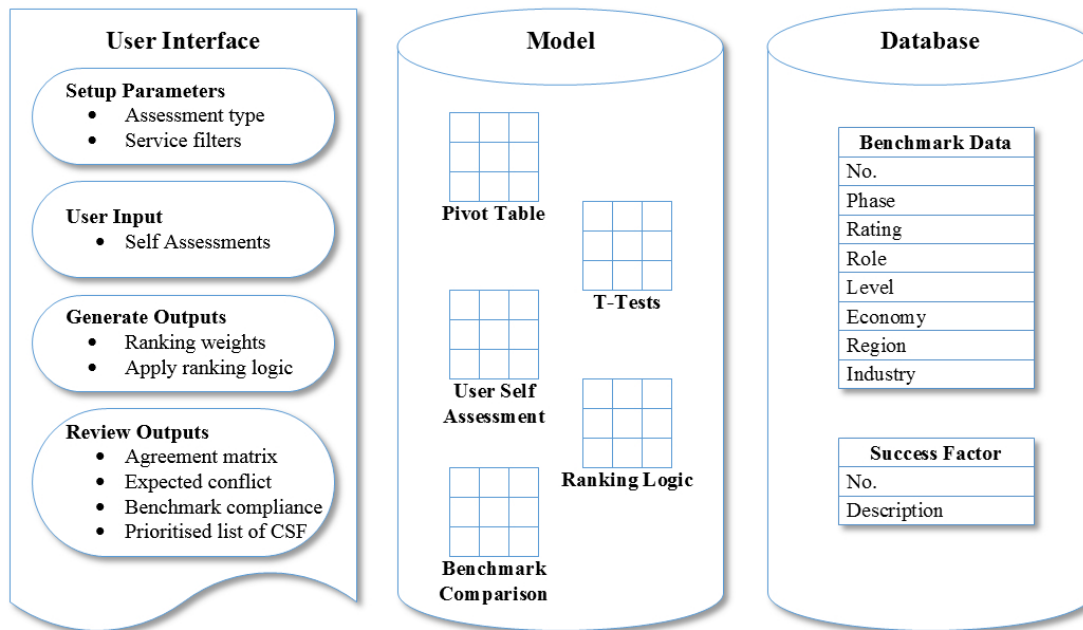 User Interface
Setup Parameters
• Assessment type
• Service filters
User Input
• Self Assessments
Generate Outputs
• Ranking weights
• Apply ranking logic
Review Outputs
• Agreement matrix
• Expected conflict
• Benchmark compliance
• Prioritised list of CSF
Model
Pivot Table
T-Tests
User Self
Assessment
Ranking Logic
Benchmark
Comparison
Database
Benchmark Data
No.
Phase
Rating
Role
Level
Economy
Region
Industry
Success Factor
No.
Description